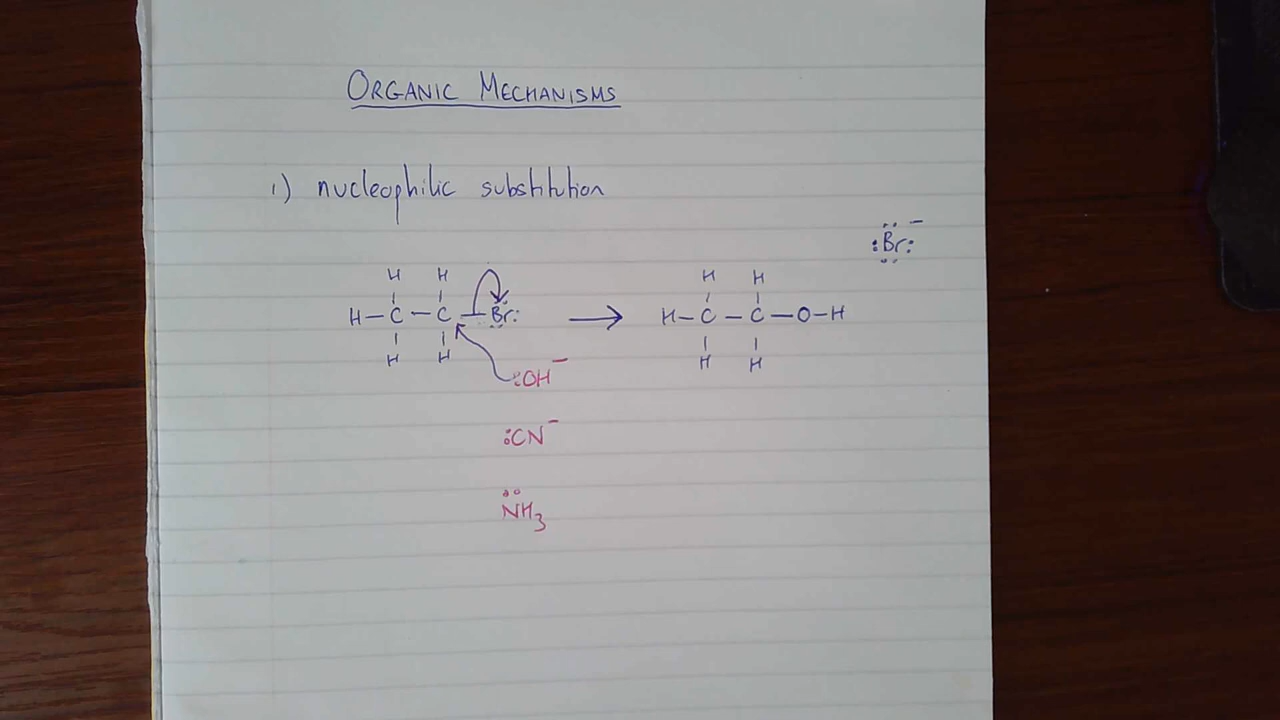 ORGANIC MECHANISMS
1) nucleophilic substitution
:Br: −
H H H H
H−C−C−Br: → H−C−C−O−H
H H H H
:OH−
:CN−
NH3